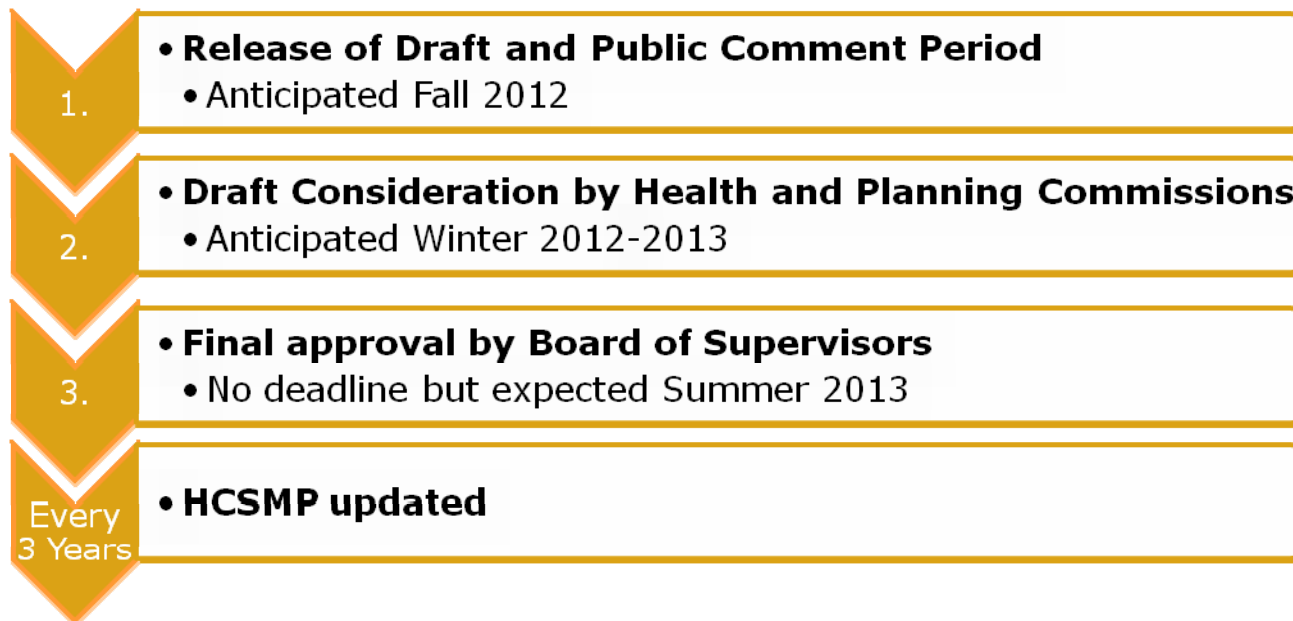 1.
• Release of Draft and Public Comment Period
• Anticipated Fall 2012
2.
• Draft Consideration by Health and Planning Commissions
• Anticipated Winter 2012-2013
3.
• Final approval by Board of Supervisors
• No deadline but expected Summer 2013
Every
3 Years
• HCSMP updated